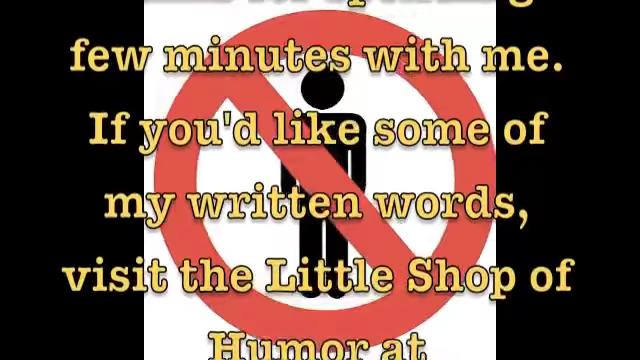 few minutes with me.
If you'd like some of
my written words,
visit the Little Shop of
Humor at